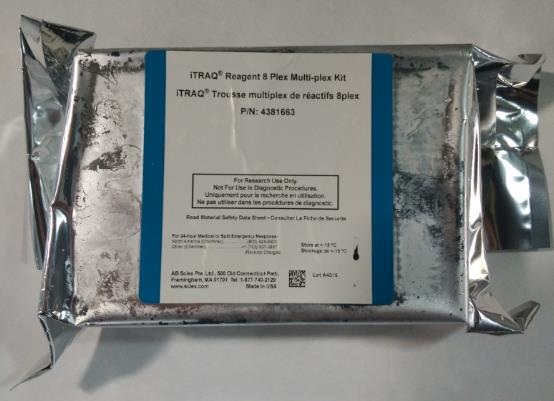 iTRAQ® Reagent 8 Plex Multi-plex Kit
iTRAQ® Trousse multiplex de réactifs 8plex
P/N: 4381663
For Research Use Only.
Not For Use in Diagnostic Procedures.
Uniquement pour la recherche en utilisation.
Ne pas utiliser dans les procédures de diagnostic.
Read Material Safety Data Sheet - Consulter La Fiche de Securite
For 24-hour Medical or Spill Emergency Response:
North America (Chemtrec)
Other (Chemtrec)
(Reverse Charges)
Store at
Stockage de
AB Sciex Pte. Ltd., 500 Old Connecticut Path,
Framingham, MA 01701 Tel: 1-877-740-2129
www.sciex.com Made in USA
Lot A4315